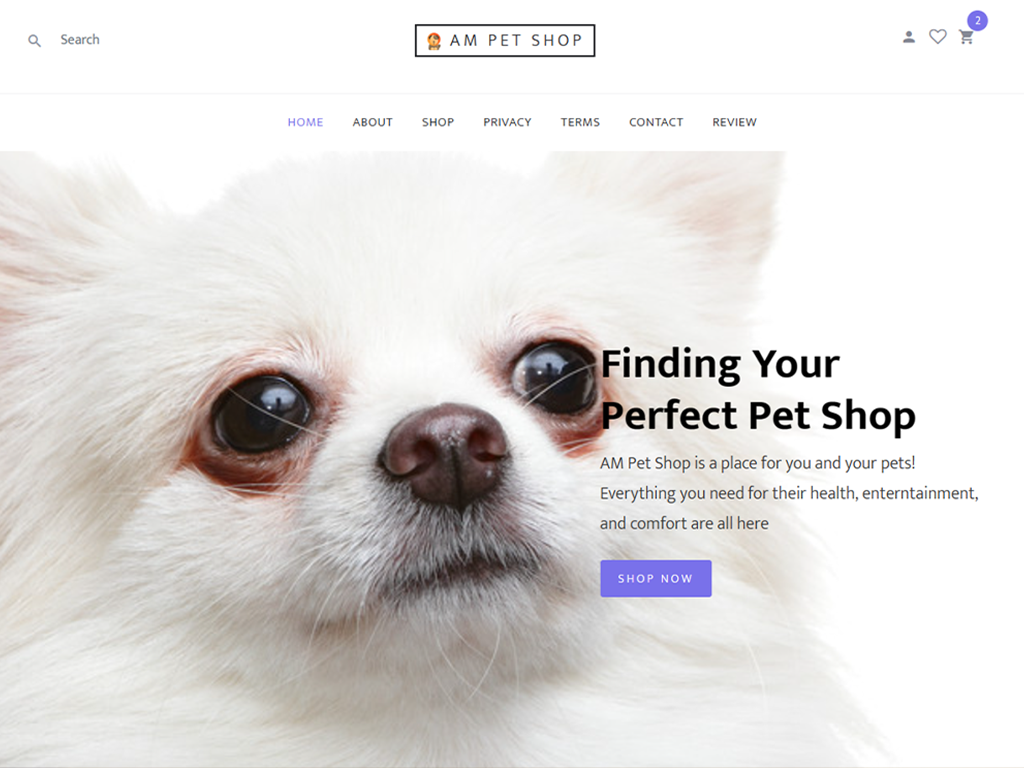 Search
AM PET SHOP
2
HOME ABOUT SHOP PRIVACY TERMS CONTACT REVIEW
Finding Your
Perfect Pet Shop
AM Pet Shop is a place for you and your pets!
Everything you need for their health, enterntainment,
and comfort are all here
SHOP NOW